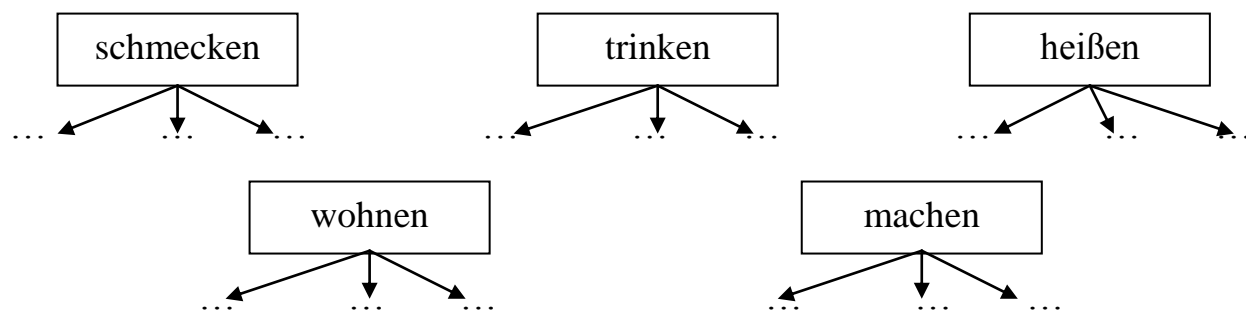 schmecken trinken heißen
... ... ... ... ... ... ... ... ...
wohnen machen
... ... ... ... ... ...